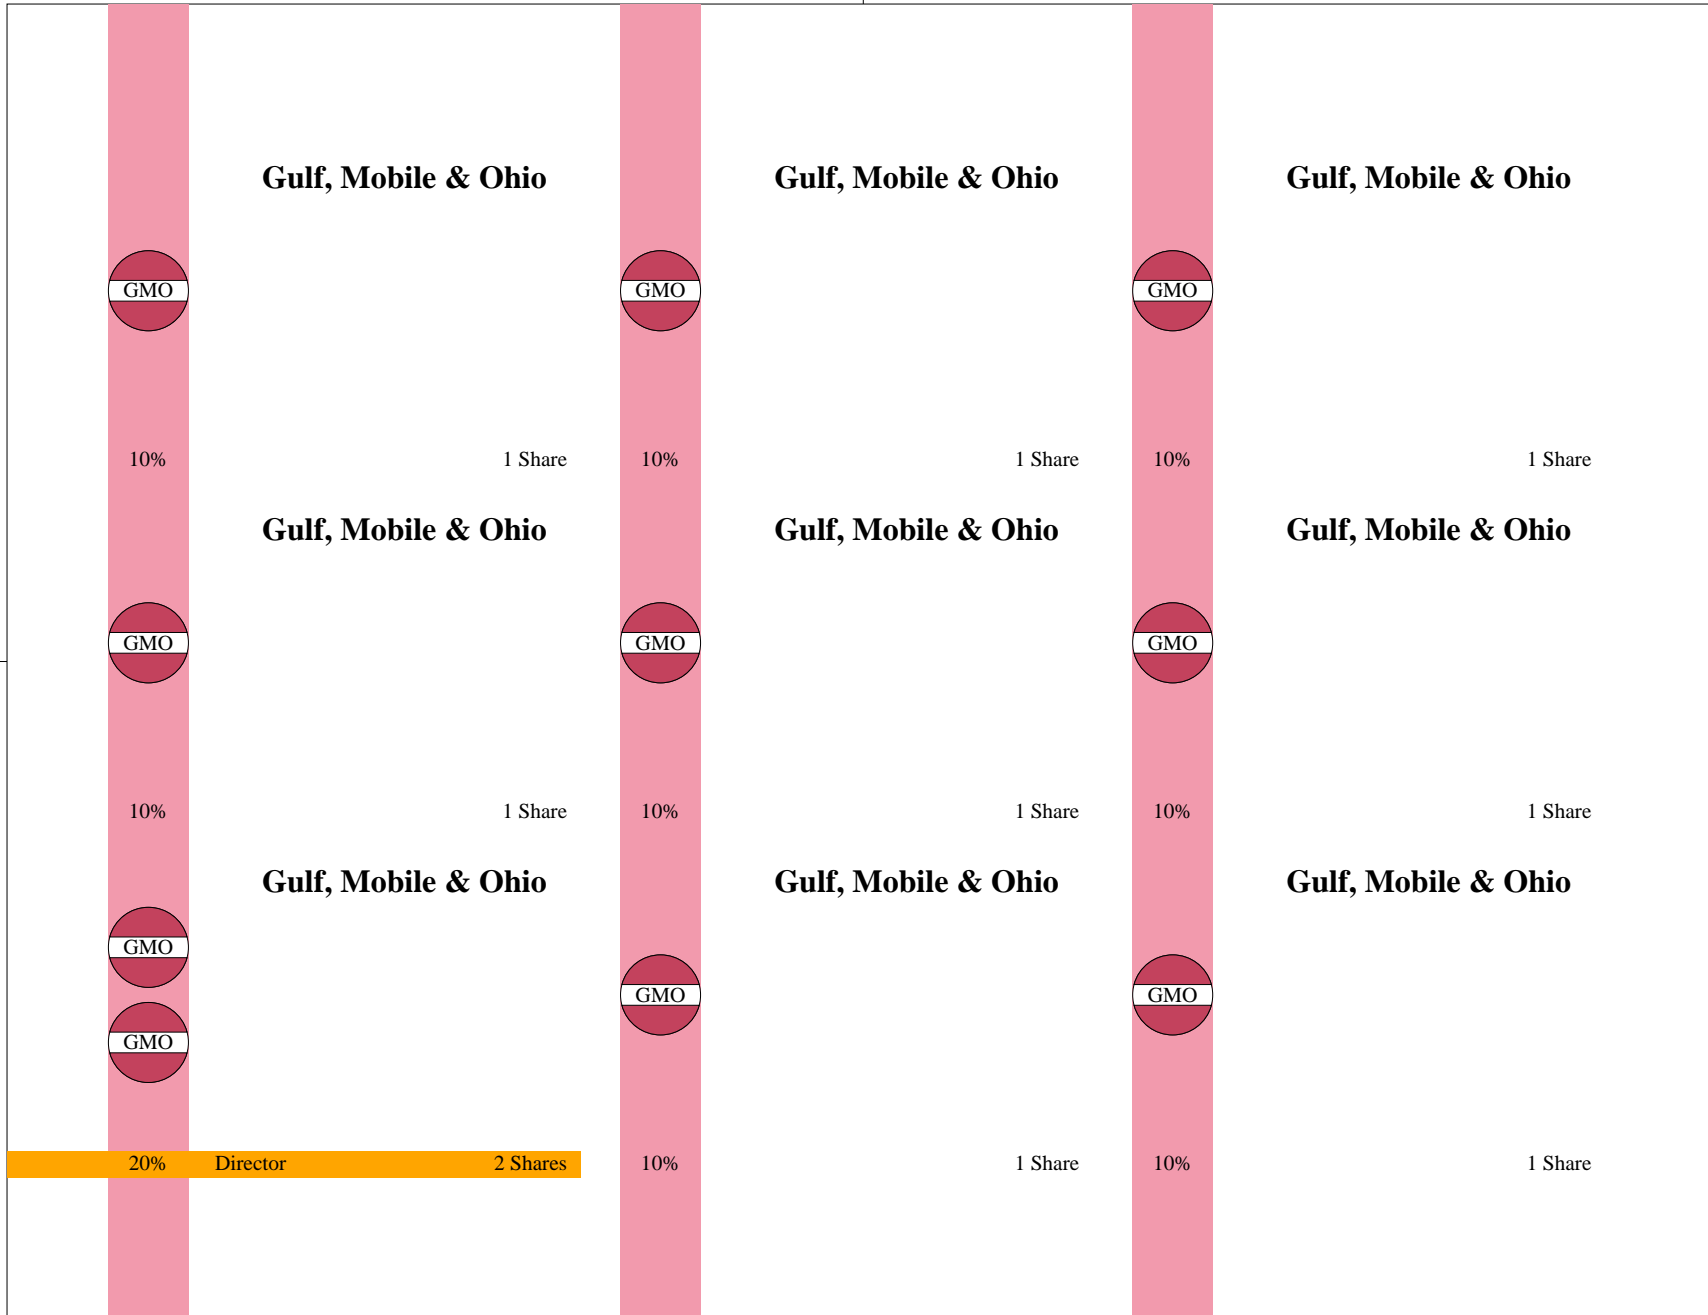 Gulf, Mobile & Ohio Gulf, Mobile & Ohio Gulf, Mobile & Ohio
GMO GMO GMO
10% 1 Share 10% 1 Share 10% 1 Share
Gulf, Mobile & Ohio Gulf, Mobile & Ohio Gulf, Mobile & Ohio
GMO GMO GMO
10% 1 Share 10% 1 Share 10% 1 Share
Gulf, Mobile & Ohio Gulf, Mobile & Ohio Gulf, Mobile & Ohio
GMO
GMO GMO
GMO
20% Director 2 Shares 10% 1 Share 10% 1 Share